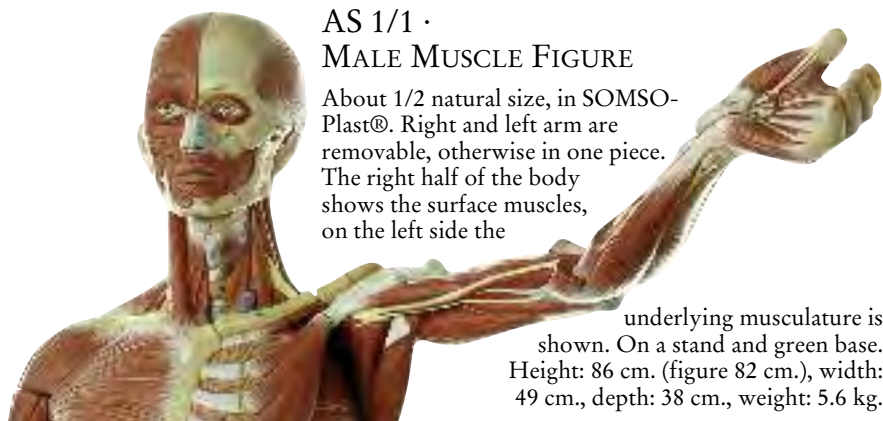 AS 1/1 ·
MALE MUSCLE FIGURE
About 1/2 natural size, in SOMSO-
Plast®. Right and left arm are
removable, otherwise in one piece.
The right half of the body
shows the surface muscles,
on the left side the
underlying musculature is
shown. On a stand and green base.
Height: 86 cm. (figure 82 cm.), width:
49 cm., depth: 38 cm., weight: 5.6 kg.